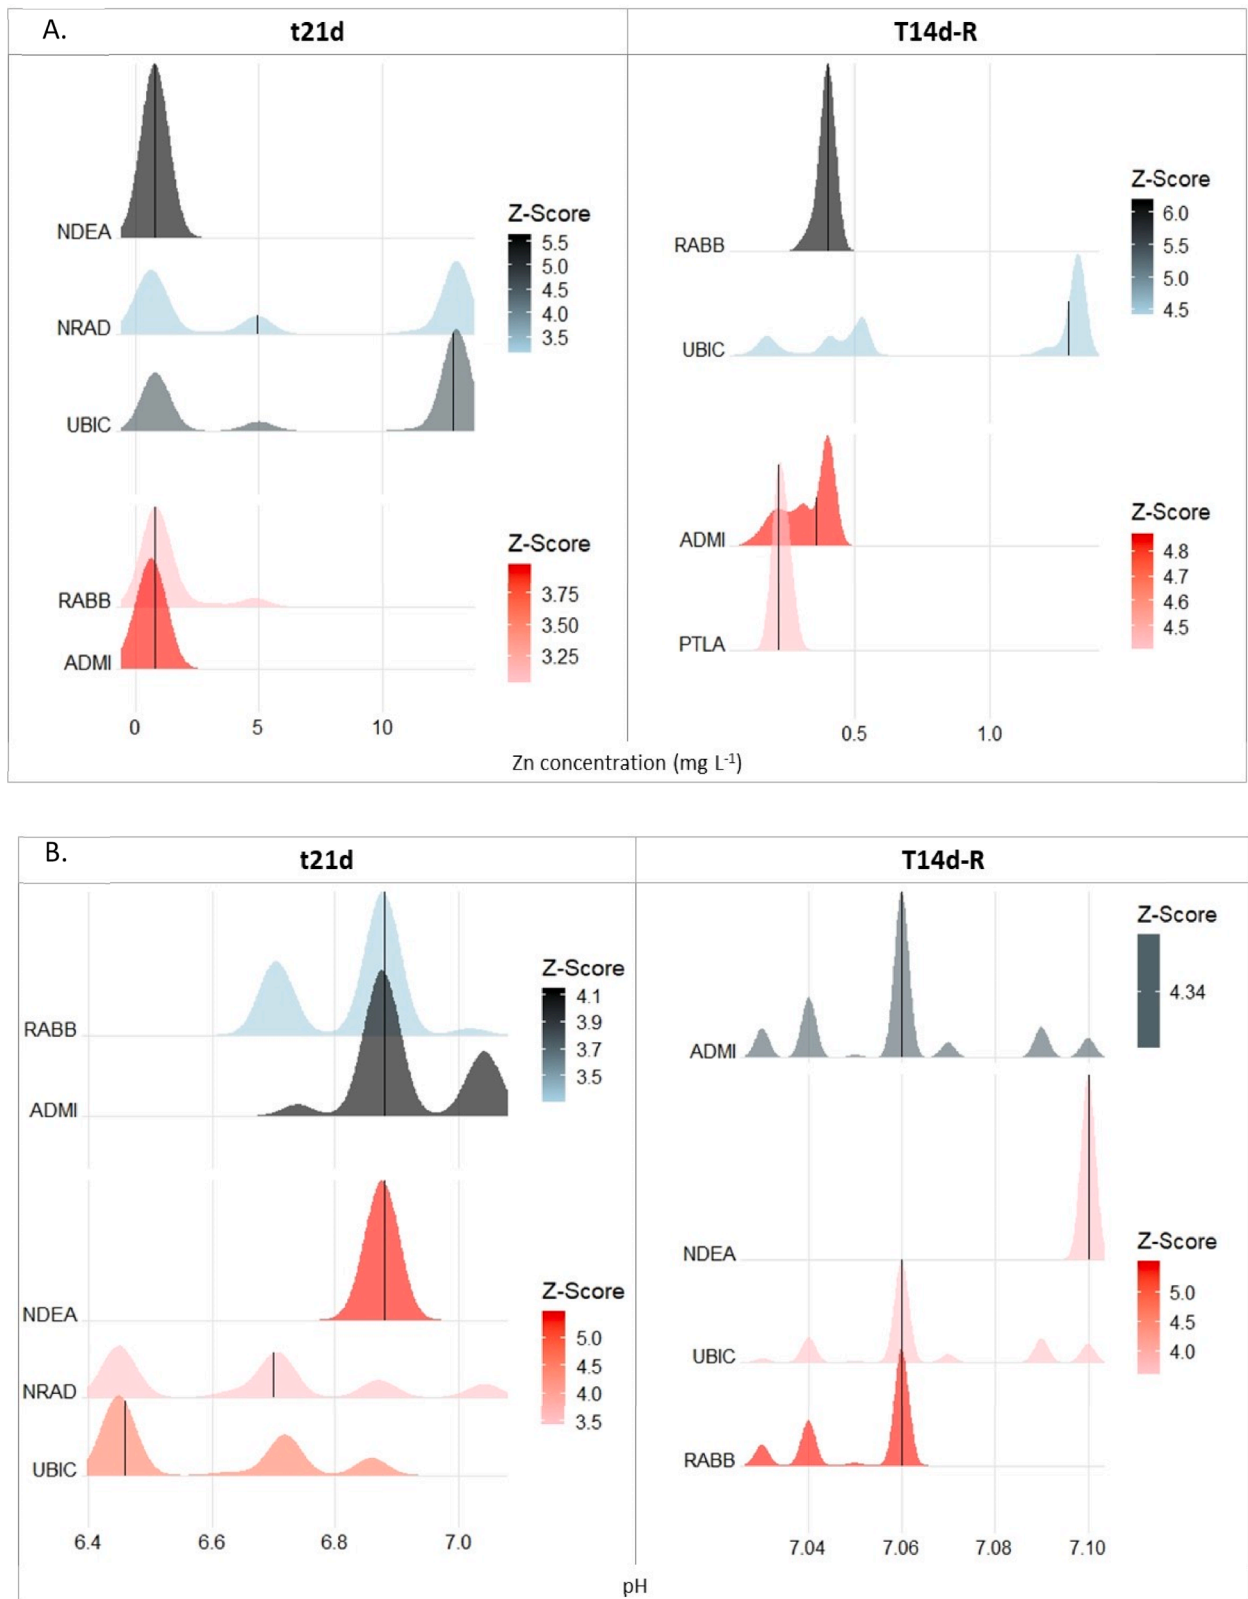 A.
t21d
T14d-R
NDEA
NRAD
UBIC
Z-Score
5.5
5.0
4.5
4.0
3.5
RABB
ADMI
Z-Score
3.75
3.50
3.25
0 5 10
RABB
UBIC
Z-Score
6.0
5.5
5.0
4.5
ADMI
PTLA
Z-Score
4.8
4.7
4.6
4.5
0.5 1.0
Zn concentration (mg L⁻¹)
B.
t21d
T14d-R
RABB
ADMI
Z-Score
4.1
3.9
3.7
3.5
NDEA
NRAD
UBIC
Z-Score
5.0
4.5
4.0
3.5
6.4 6.6 6.8 7.0
ADMI
Z-Score
4.34
NDEA
UBIC
RABB
Z-Score
5.0
4.5
4.0
7.04 7.06 7.08 7.10
pH